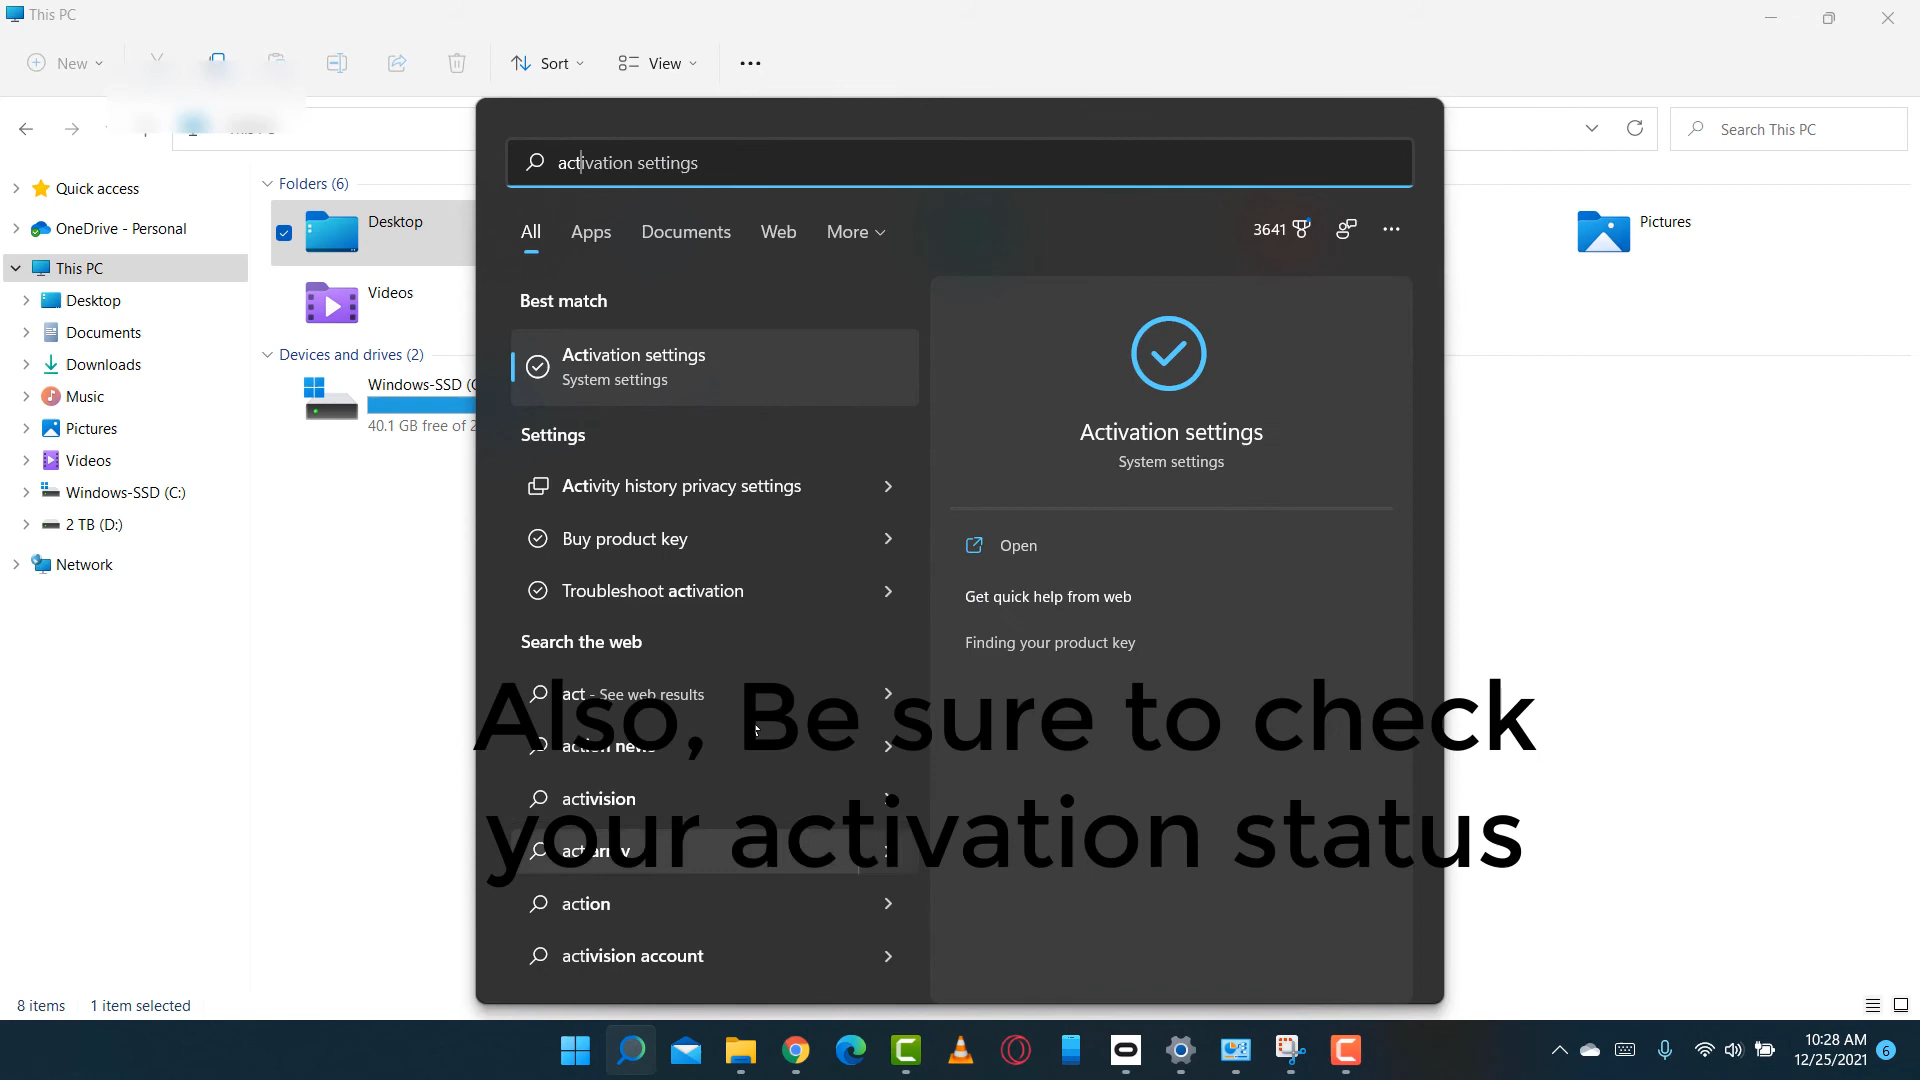 This PC
New
Sort
View
Search This PC
activation settings
All
Apps
Documents
Web
More
3641
Quick access
OneDrive - Personal
This PC
Desktop
Documents
Downloads
Music
Pictures
Videos
Windows-SSD (C:)
2 TB (D:)
Network
Folders (6)
Desktop
Videos
Pictures
Devices and drives (2)
Windows-SSD (C
40.1 GB free of 2
Best match
Activation settings
System settings
Settings
Activity history privacy settings
Buy product key
Troubleshoot activation
Search the web
act - See web results
action news
activision
act army
action
activision account
Activation settings
System settings
Open
Get quick help from web
Finding your product key
Also, Be sure to check
your activation status
8 items
1 item selected
10:28 AM
12/25/2021
6